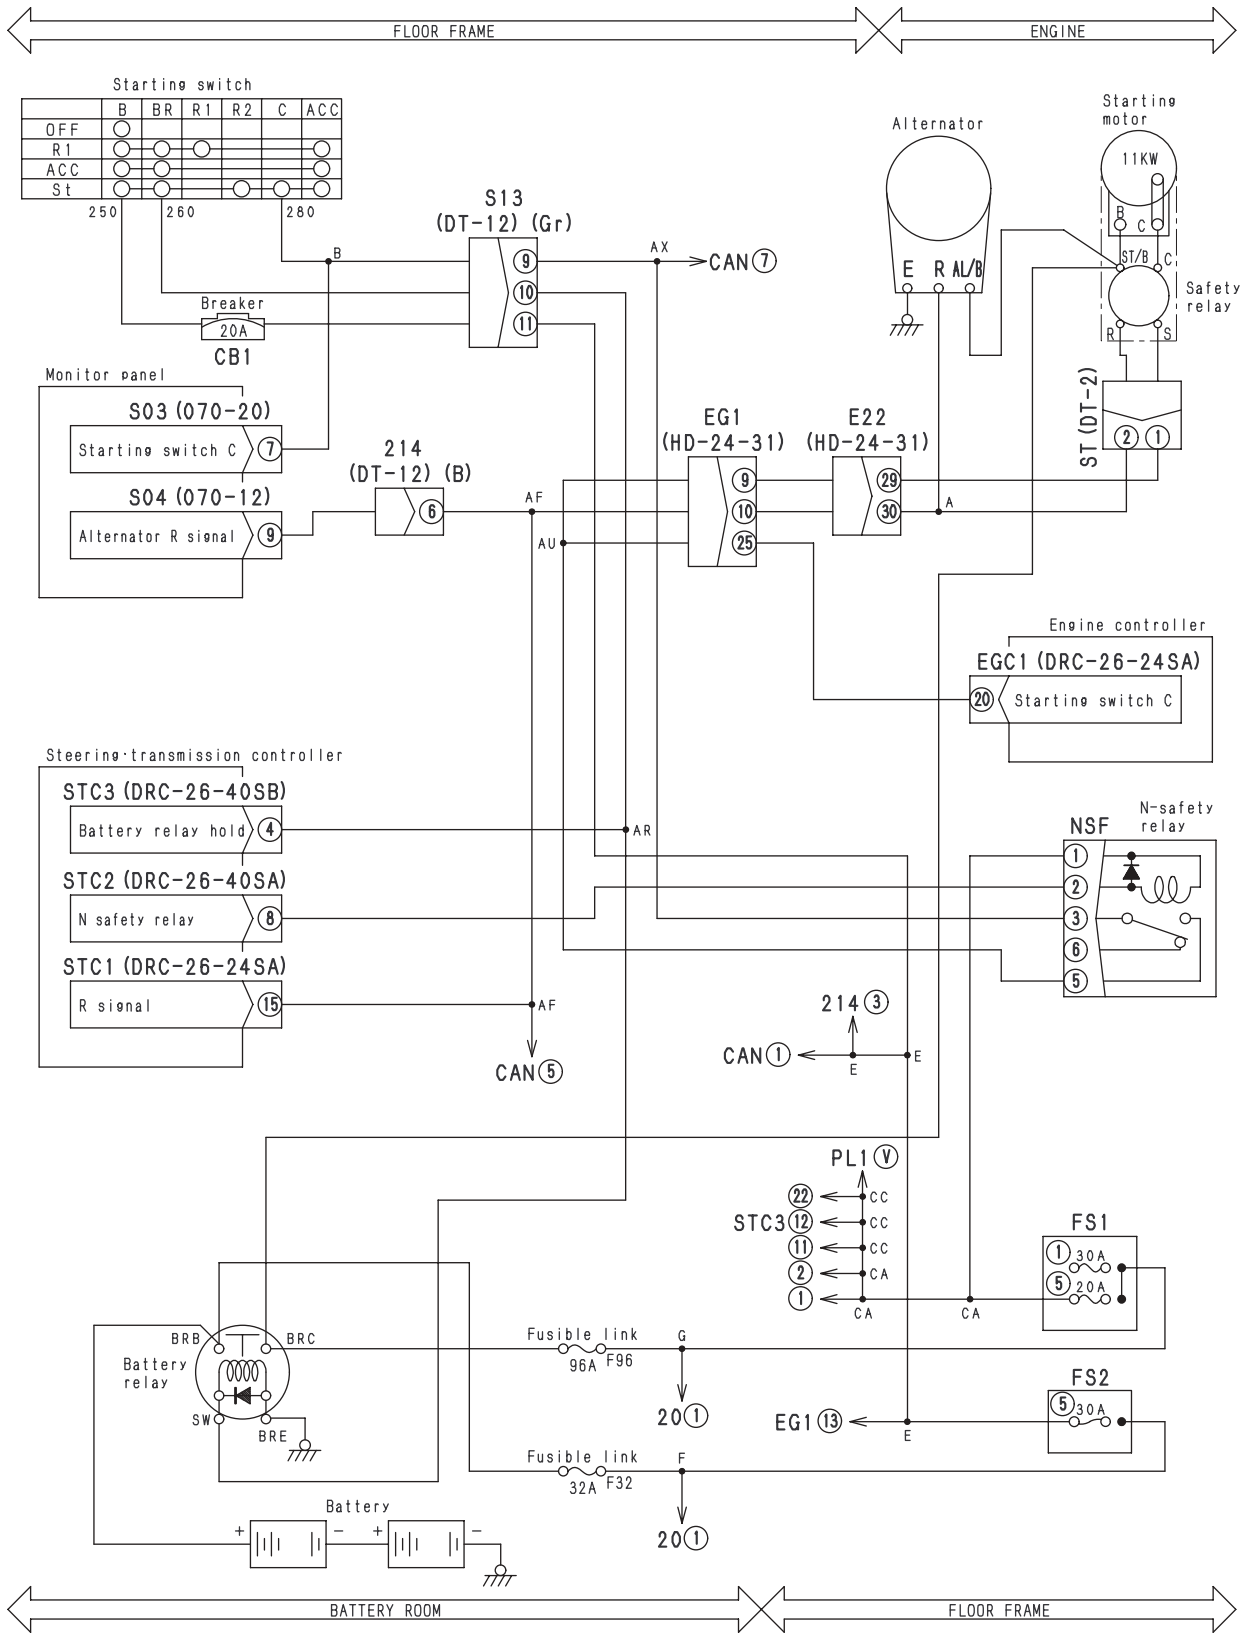 FLOOR FRAME
ENGINE
Starting switch
B BR R1 R2 C ACC
OFF
R1
ACC
St
250
260
280
Alternator
Starting
motor
11KW
B
C
ST/B
C
Safety
relay
R
S
E R AL/B
S13
(DT-12) (Gr)
9
10
11
B
AX
CAN 7
Breaker
20A
CB1
Monitor panel
S03 (070-20)
Starting switch C 7
S04 (070-12)
Alternator R signal 9
214
(DT-12) (B)
6
AF
AU
EG1
(HD-24-31)
9
10
25
E22
(HD-24-31)
29
30
A
ST (DT-2)
2 1
Engine controller
EGC1 (DRC-26-24SA)
20 Starting switch C
Steering·transmission controller
STC3 (DRC-26-40SB)
Battery relay hold 4
AR
STC2 (DRC-26-40SA)
N safety relay 8
STC1 (DRC-26-24SA)
R signal 15
AF
CAN 5
N-safety
relay
NSF
1
2
3
6
5
214 3
CAN 1
E
E
PL1 V
22 CC
STC3 12 CC
11 CC
2 CA
1
CA
CA
FS1
1 30A
5 20A
BRB
BRC
Battery
relay
SW
BRE
Fusible link
96A F96
G
20 1
FS2
5 30A
EG1 13
E
Fusible link
32A F32
F
20 1
Battery
+ - + -
BATTERY ROOM
FLOOR FRAME